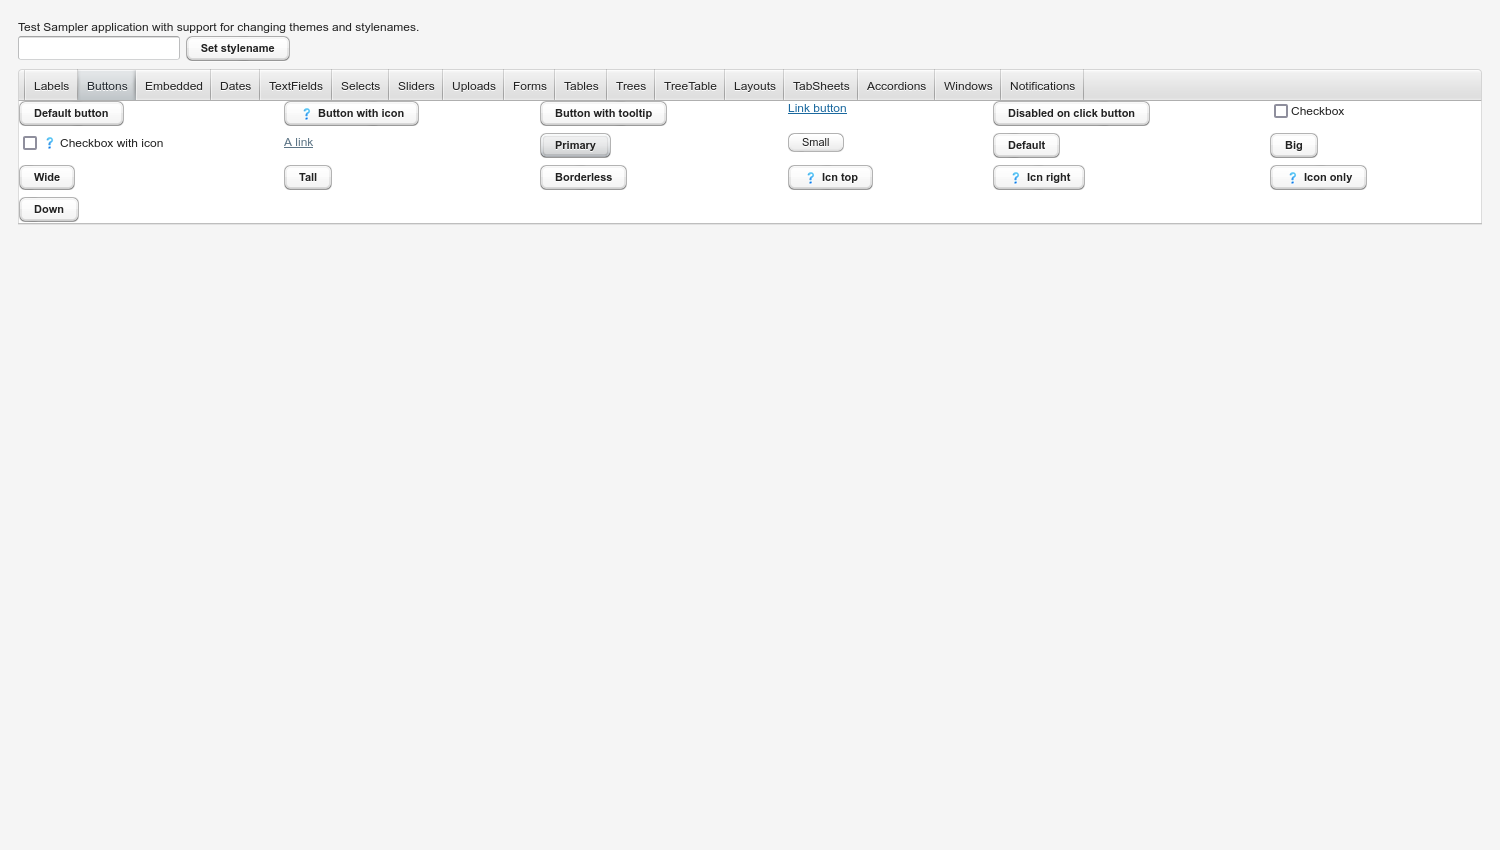 Test Sampler application with support for changing themes and stylenames.
Set stylename
Labels Buttons Embedded Dates TextFields Selects Sliders Uploads Forms Tables Trees TreeTable Layouts TabSheets Accordions Windows Notifications
Default button ? Button with icon Button with tooltip Link button Disabled on click button Checkbox
? Checkbox with icon A link Primary Small Default Big
Wide Tall Borderless ? Icn top ? Icn right ? Icon only
Down